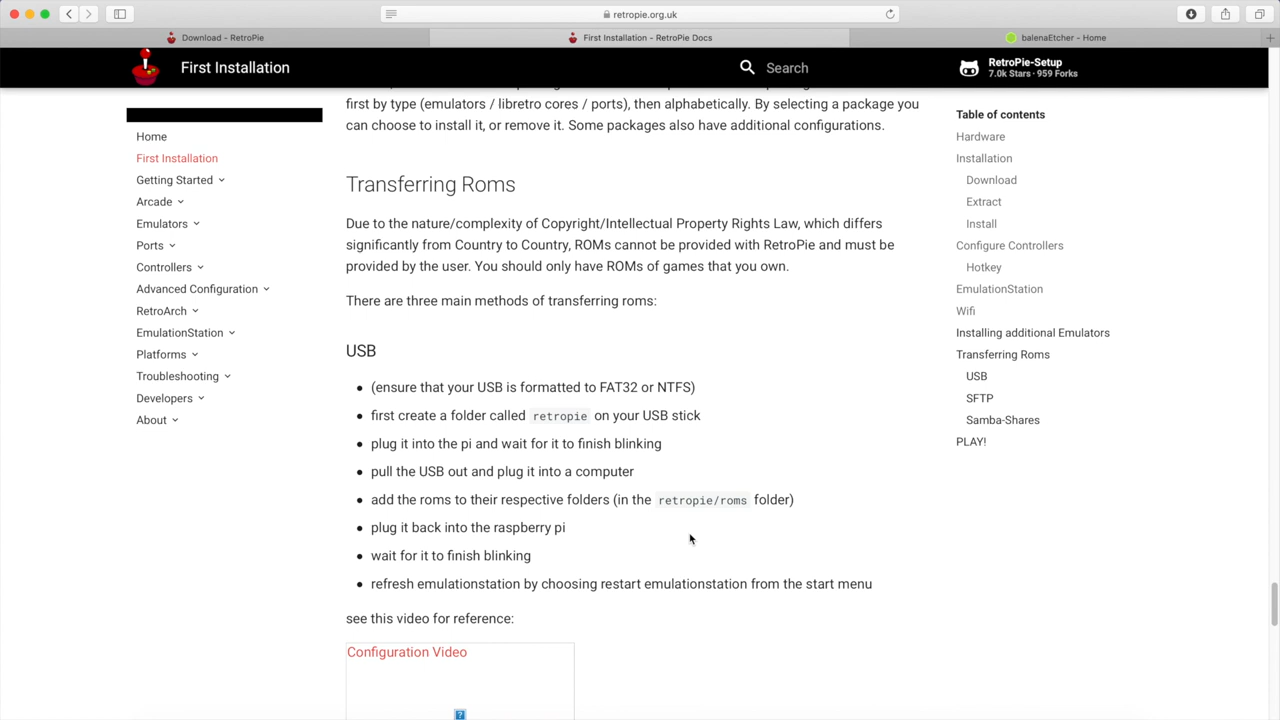 retropie.org.uk
Download - RetroPie
First Installation - RetroPie Docs
balenaEtcher - Home
First Installation
Search
RetroPie-Setup
7.0k Stars · 959 Forks
Home
First Installation
Getting Started
Arcade
Emulators
Ports
Controllers
Advanced Configuration
RetroArch
EmulationStation
Platforms
Troubleshooting
Developers
About
first by type (emulators / libretro cores / ports), then alphabetically. By selecting a package you
can choose to install it, or remove it. Some packages also have additional configurations.
Transferring Roms
Due to the nature/complexity of Copyright/Intellectual Property Rights Law, which differs
significantly from Country to Country, ROMs cannot be provided with RetroPie and must be
provided by the user. You should only have ROMs of games that you own.
There are three main methods of transferring roms:
USB
• (ensure that your USB is formatted to FAT32 or NTFS)
• first create a folder called retropie on your USB stick
• plug it into the pi and wait for it to finish blinking
• pull the USB out and plug it into a computer
• add the roms to their respective folders (in the retropie/roms folder)
• plug it back into the raspberry pi
• wait for it to finish blinking
• refresh emulationstation by choosing restart emulationstation from the start menu
see this video for reference:
Configuration Video
Table of contents
Hardware
Installation
Download
Extract
Install
Configure Controllers
Hotkey
EmulationStation
Wifi
Installing additional Emulators
Transferring Roms
USB
SFTP
Samba-Shares
PLAY!